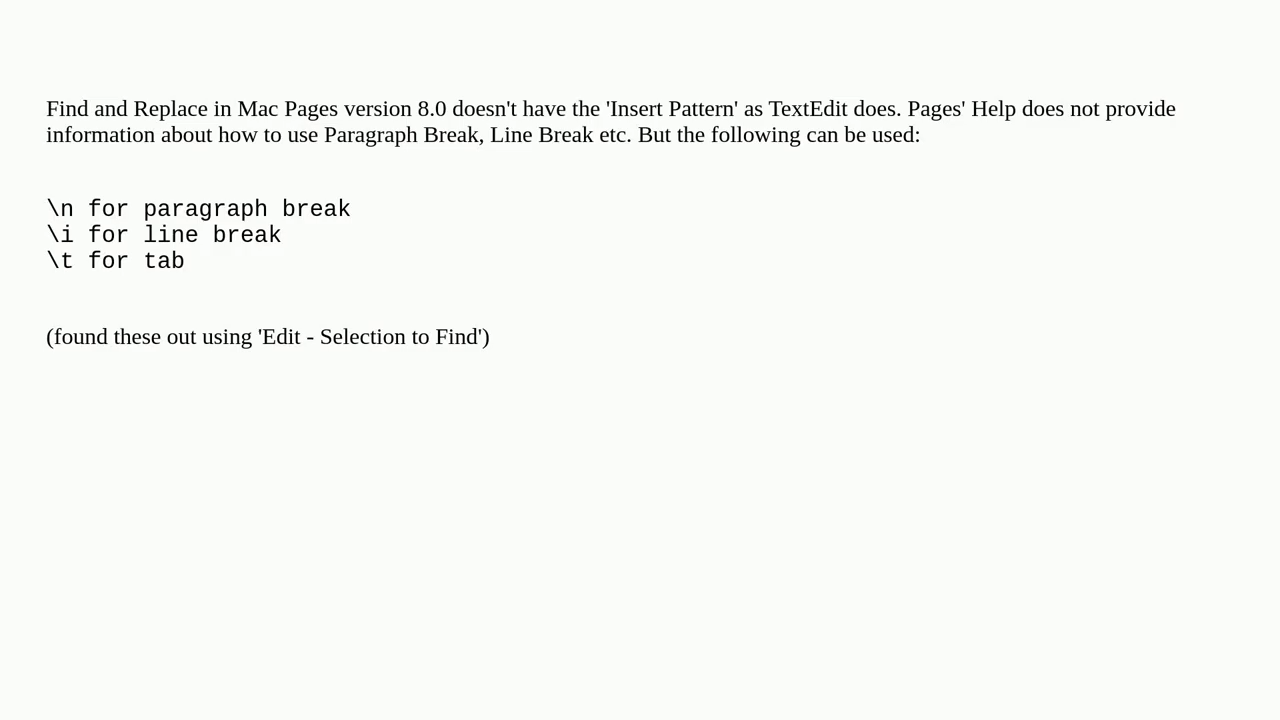 Find and Replace in Mac Pages version 8.0 doesn't have the 'Insert Pattern' as TextEdit does. Pages' Help does not provide
information about how to use Paragraph Break, Line Break etc. But the following can be used:
\n for paragraph break
\i for line break
\t for tab
(found these out using 'Edit - Selection to Find')